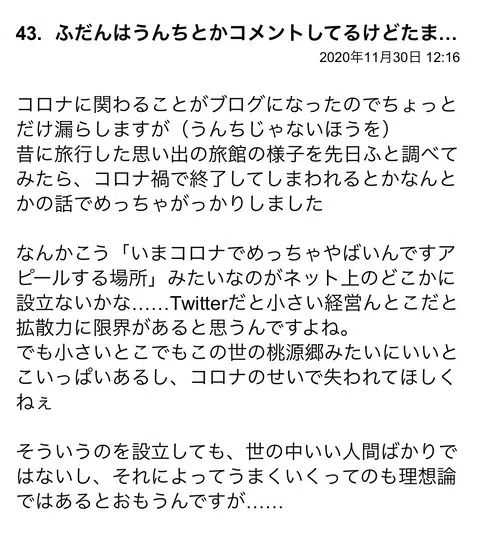 43. ふだんはうんちとかコメントしてるけどたま...
2020年11月30日 12:16
コロナに関わることがブログになったのでちょっと
だけ漏らしますが（うんちじゃないほうを）
昔に旅行した思い出の旅館の様子を先日ふと調べて
みたら、コロナ禍で終了してしまわれるとかなんと
かの話でめっちゃがっかりしました
なんかこう「いまコロナでめっちゃやばいんですア
ピールする場所」みたいなのがネット上のどこかに
設立ないかな......Twitterだと小さい経営んとこだと
拡散力に限界があると思うんですよね。
でも小さいとこでもこの世の桃源郷みたいにいいと
こいっぱいあるし、コロナのせいで失われてほしく
ねぇ
そういうのを設立しても、世の中いい人間ばかりで
はないし、それによってうまくいくってのも理想論
ではあるとおもうんですが......